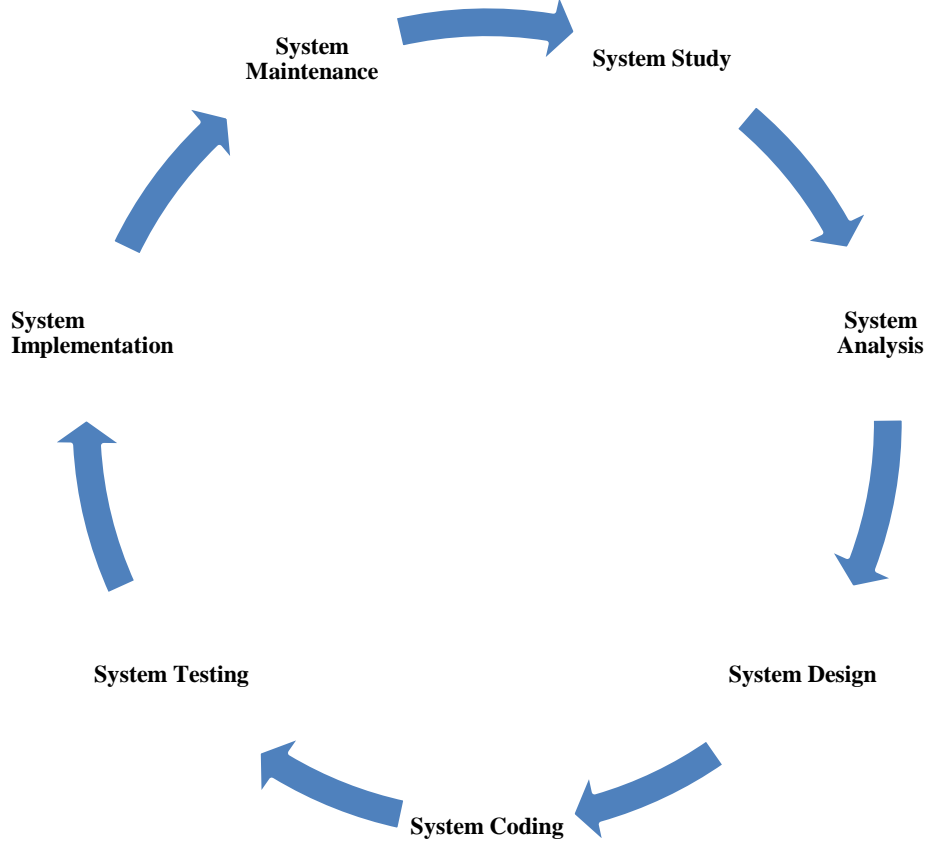 System
Maintenance
System Study
System
Analysis
System Design
System Coding
System Testing
System
Implementation